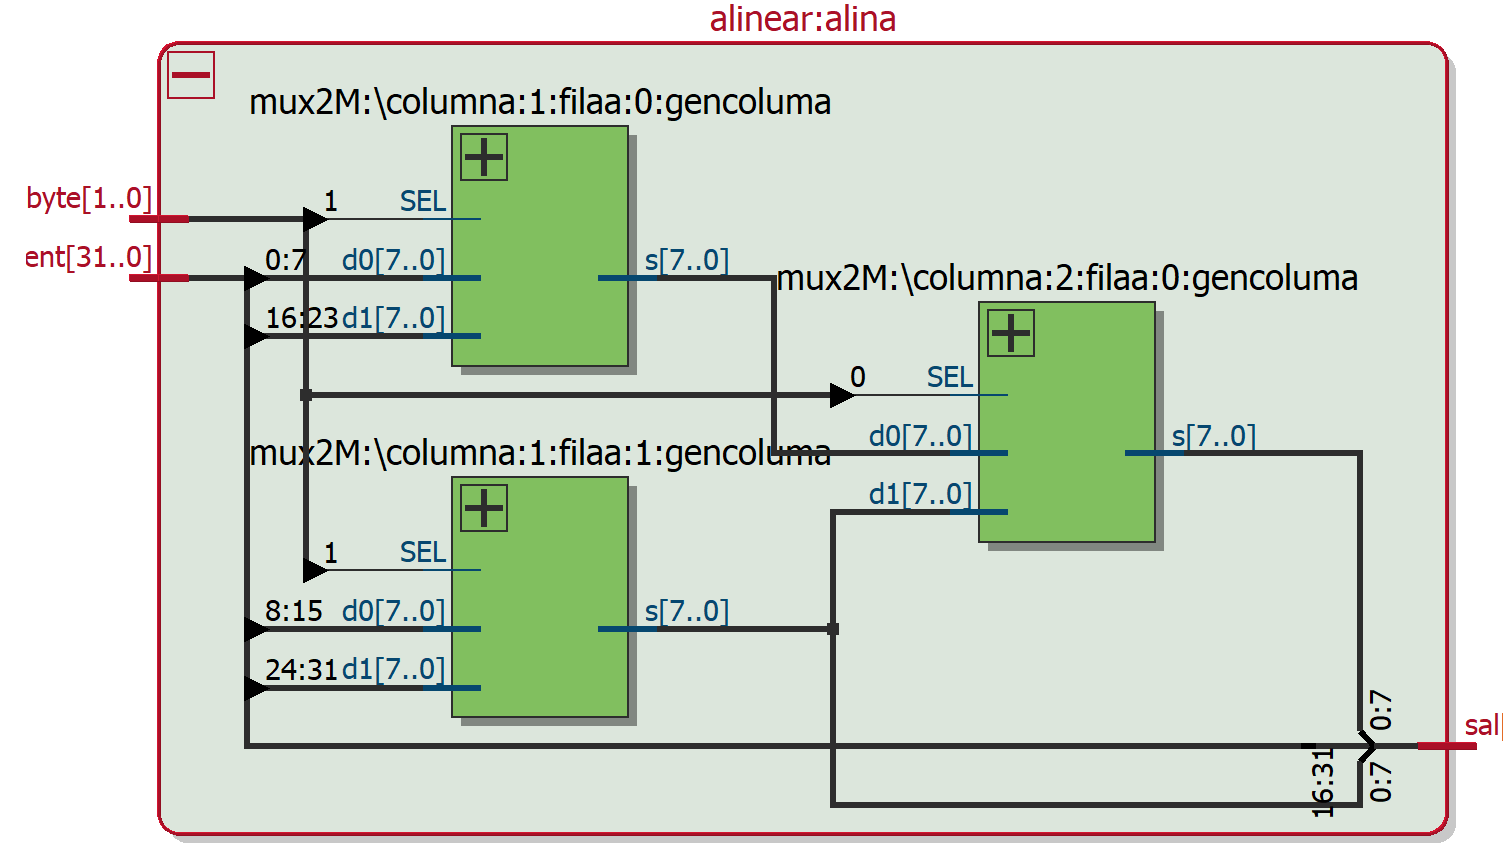 alinear:alina
mux2M:\columna:1:filaa:0:gencoluma
byte[1..0]
1
SEL
ent[31..0]
0:7
d0[7..0]
s[7..0]
16:23
d1[7..0]
mux2M:\columna:2:filaa:0:gencoluma
0
SEL
d0[7..0]
s[7..0]
d1[7..0]
mux2M:\columna:1:filaa:1:gencoluma
1
SEL
8:15
d0[7..0]
s[7..0]
24:31
d1[7..0]
0:7
sal[
16:31
0:7